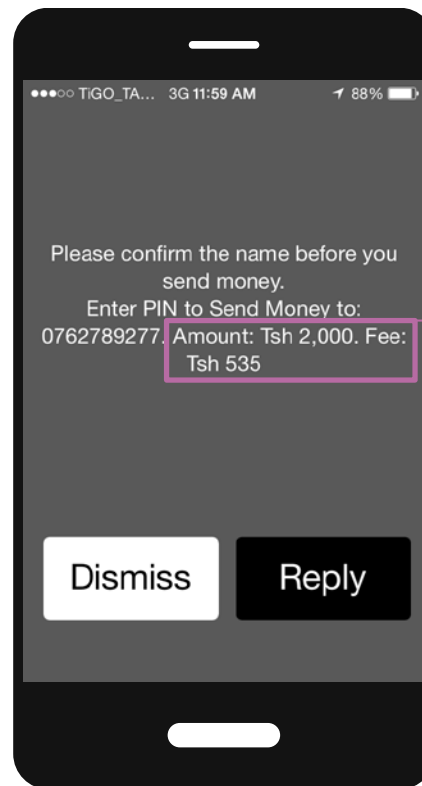 TiGO_TA... 3G 11:59 AM 88%
Please confirm the name before you
send money.
Enter PIN to Send Money to:
0762789277. Amount: Tsh 2,000. Fee:
Tsh 535
Dismiss Reply